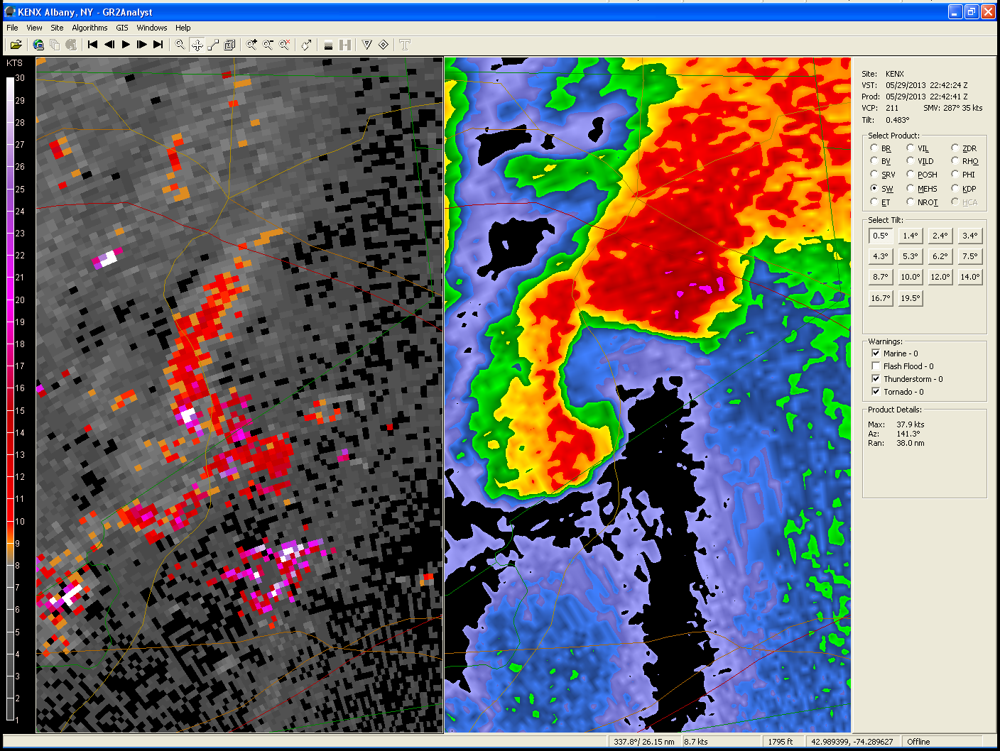 KENX Albany, NY - GR2Analyst
File View Site Algorithms GIS Windows Help
KTS
30
29
28
27
26
25
24
23
22
21
20
19
18
17
16
15
14
13
12
11
10
9
8
7
6
5
4
3
2
1
Site: KENX
VST: 05/29/2013 22:42:24 Z
Prod: 05/29/2013 22:42:41 Z
VCP: 211 SMV: 287° 35 kts
Tilt: 0.483°
Select Product:
BR VIL ZDR
BV VILD RHO
SRV POSH PHI
SW MEHS KDP
ET NROT HCA
Select Tilt:
0.5° 1.4° 2.4° 3.4°
4.3° 5.3° 6.2° 7.5°
8.7° 10.0° 12.0° 14.0°
16.7° 19.5°
Warnings:
Marine - 0
Flash Flood - 0
Thunderstorm - 0
Tornado - 0
Product Details:
Max: 37.9 kts
Az: 141.3°
Ran: 38.0 nm
337.8°/ 26.15 nm 8.7 kts 1795 ft 42.989399, -74.289627 Offline